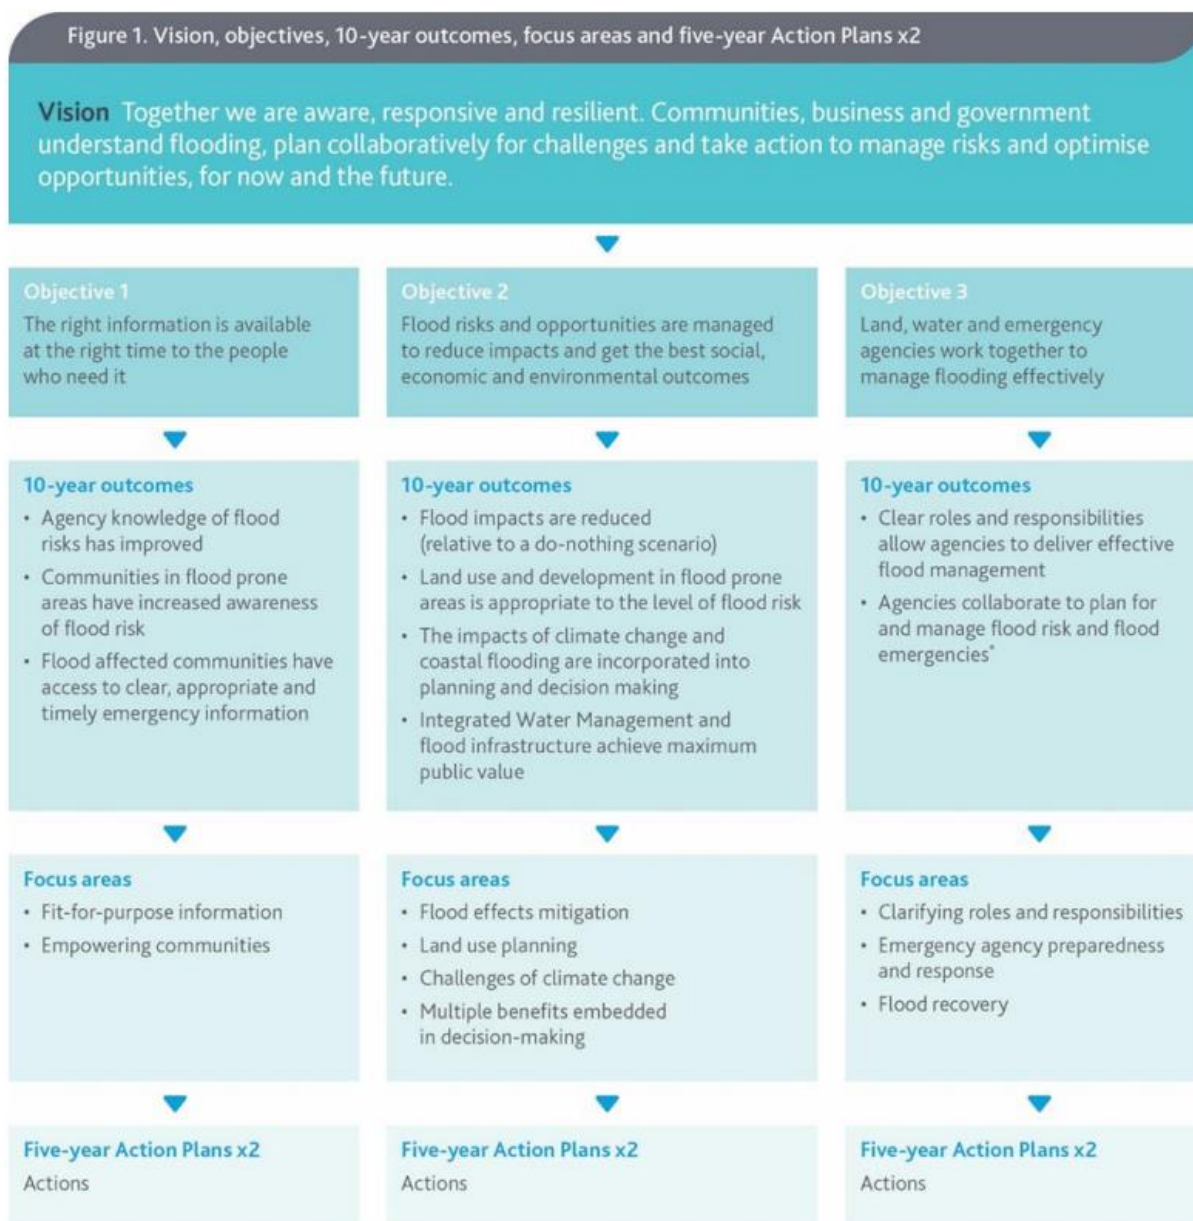 Figure 1. Vision, objectives, 10-year outcomes, focus areas and five-year Action Plans x2
Vision Together we are aware, responsive and resilient. Communities, business and government
understand flooding, plan collaboratively for challenges and take action to manage risks and optimise
opportunities, for now and the future.
Objective 1
The right information is available
at the right time to the people
who need it
Objective 2
Flood risks and opportunities are managed
to reduce impacts and get the best social,
economic and environmental outcomes
Objective 3
Land, water and emergency
agencies work together to
manage flooding effectively
10-year outcomes
• Agency knowledge of flood
risks has improved
• Communities in flood prone
areas have increased awareness
of flood risk
• Flood affected communities have
access to clear, appropriate and
timely emergency information
10-year outcomes
• Flood impacts are reduced
(relative to a do-nothing scenario)
• Land use and development in flood prone
areas is appropriate to the level of flood risk
• The impacts of climate change and
coastal flooding are incorporated into
planning and decision making
• Integrated Water Management and
flood infrastructure achieve maximum
public value
10-year outcomes
• Clear roles and responsibilities
allow agencies to deliver effective
flood management
• Agencies collaborate to plan for
and manage flood risk and flood
emergencies*
Focus areas
• Fit-for-purpose information
• Empowering communities
Focus areas
• Flood effects mitigation
• Land use planning
• Challenges of climate change
• Multiple benefits embedded
in decision-making
Focus areas
• Clarifying roles and responsibilities
• Emergency agency preparedness
and response
• Flood recovery
Five-year Action Plans x2
Actions
Five-year Action Plans x2
Actions
Five-year Action Plans x2
Actions